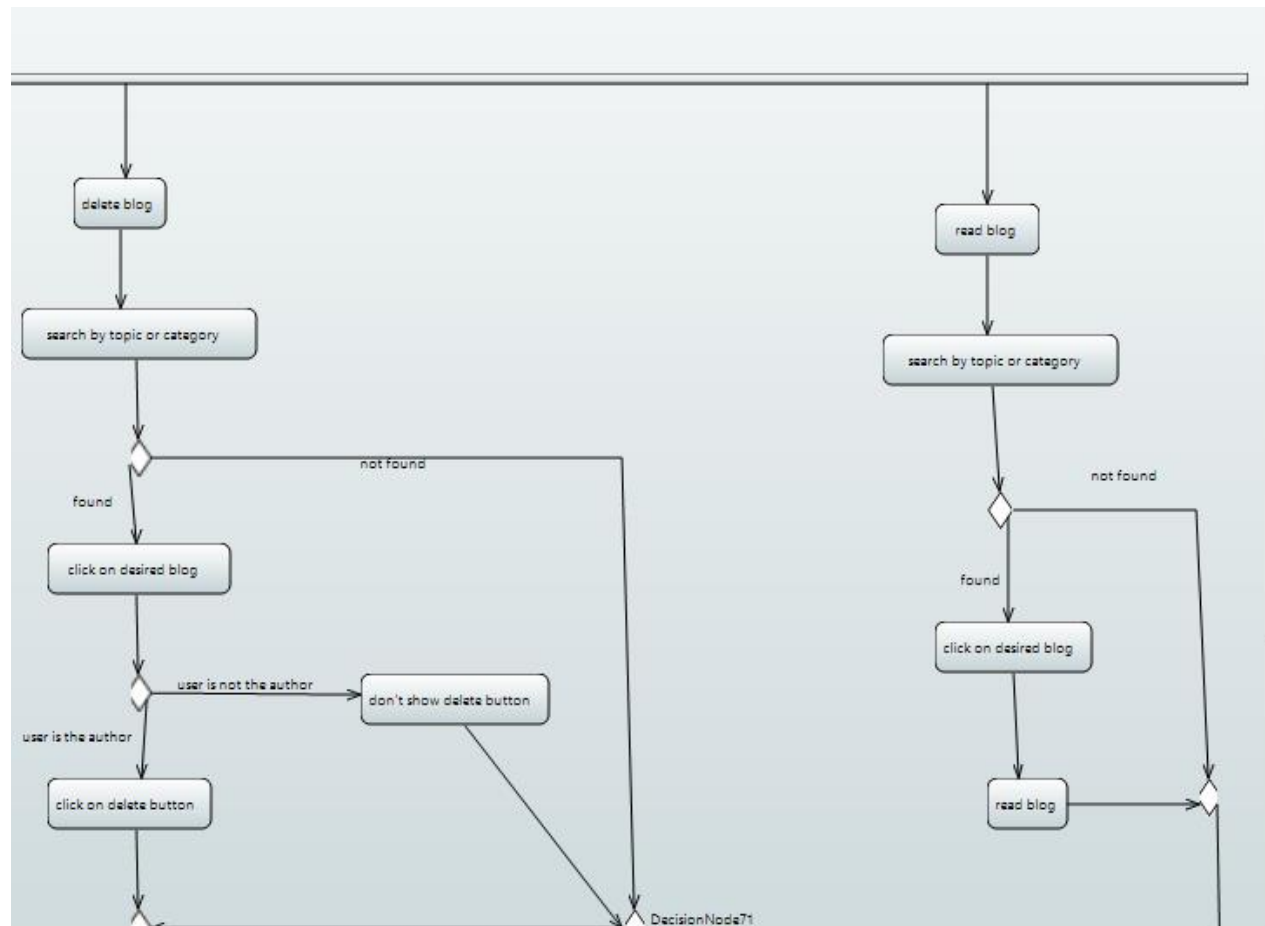 delete blog
read blog
search by topic or category
search by topic or category
not found
not found
found
click on desired blog
found
click on desired blog
user is not the author
don't show delete button
user is the author
click on delete button
read blog
DecisionNode71